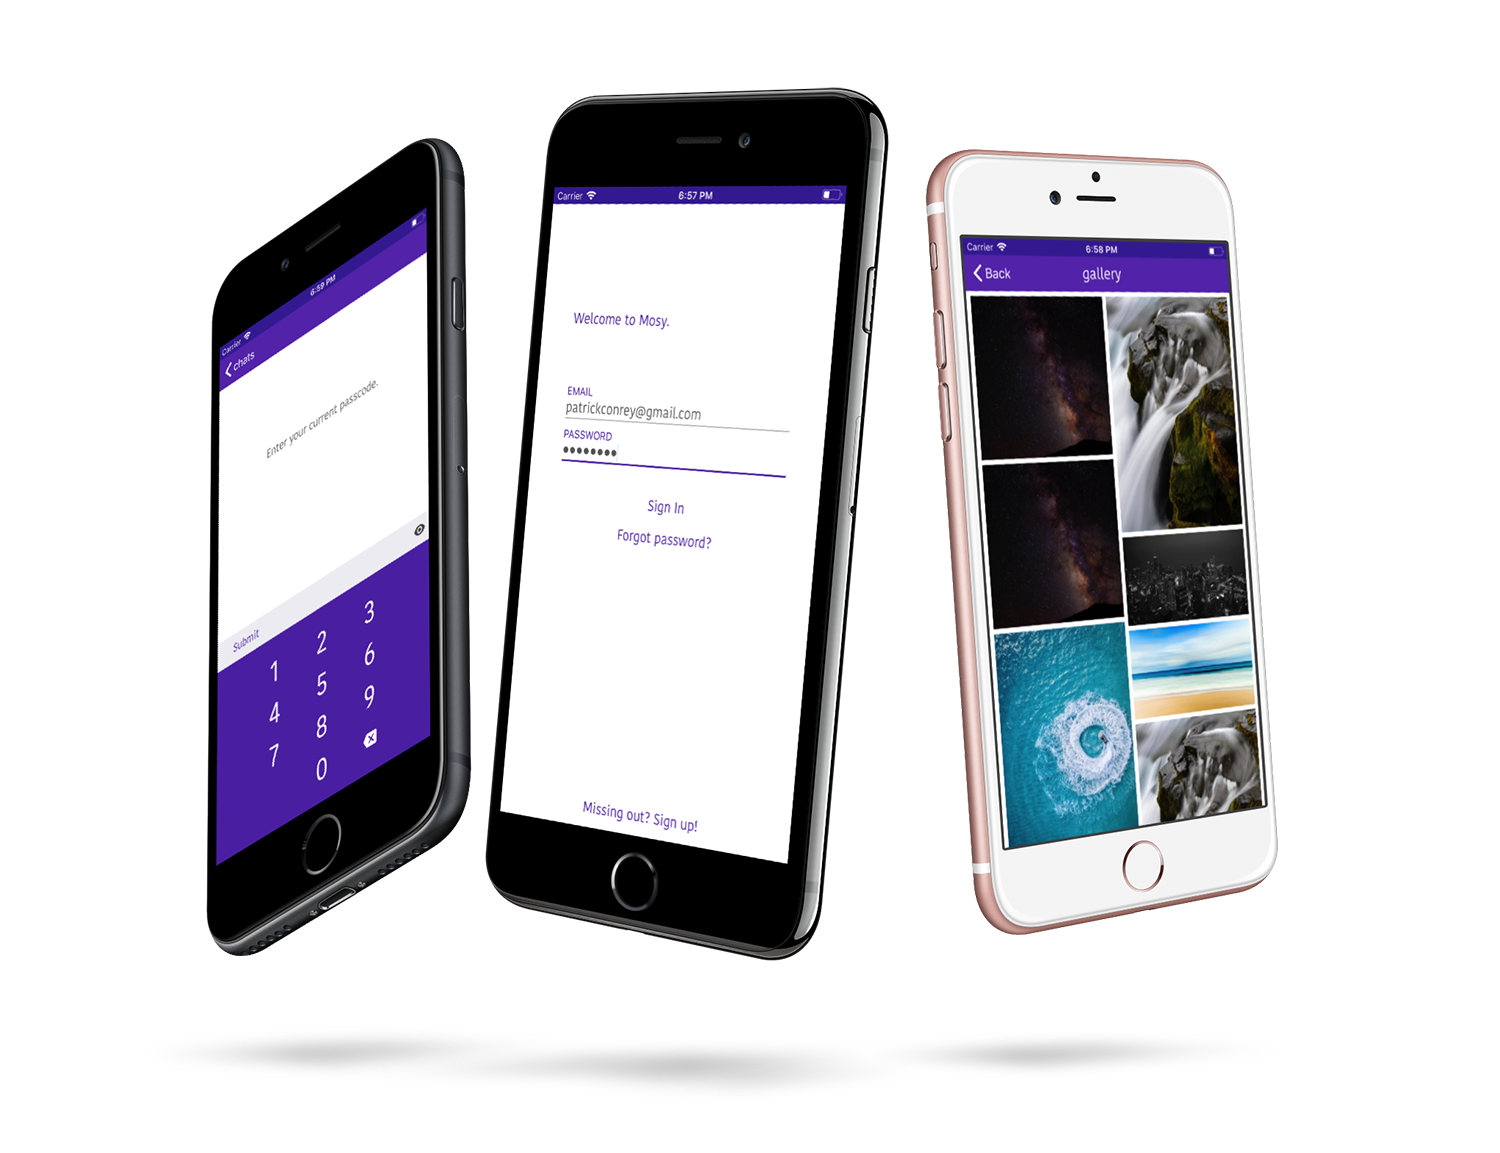 6:59 PM
Carrier
chats
Enter your current passcode.
Submit
1 2 3
4 5 6
7 8 9
0
Carrier 6:57 PM
Welcome to Mosy.
EMAIL
patrickconrey@gmail.com
PASSWORD
Sign In
Forgot password?
Missing out? Sign up!
Carrier 6:58 PM
Back gallery